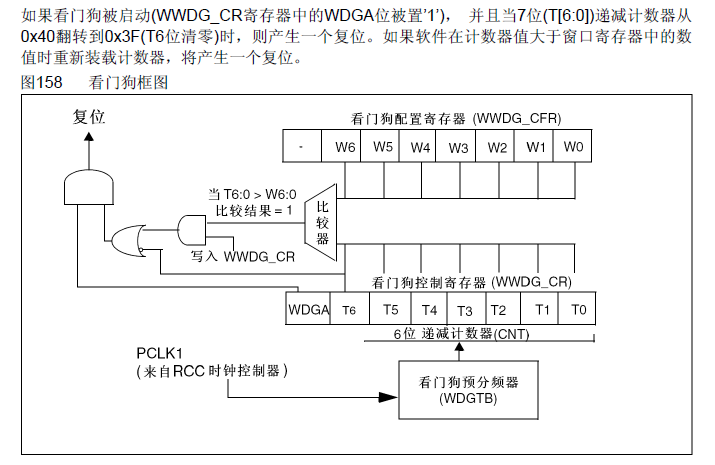 如果看门狗被启动(WWDG_CR寄存器中的WDGA位被置'1')， 并且当7位(T[6:0])递减计数器从
0x40翻转到0x3F(T6位清零)时，则产生一个复位。如果软件在计数器值大于窗口寄存器中的数
值时重新装载计数器，将产生一个复位。
图158 看门狗框图
复位
看门狗配置寄存器 (WWDG_CFR)
- W6 W5 W4 W3 W2 W1 W0
当 T6:0 > W6:0
比较结果 = 1
比较器
写入 WWDG_CR
看门狗控制寄存器 (WWDG_CR)
WDGA T6 T5 T4 T3 T2 T1 T0
6位 递减计数器(CNT)
PCLK1
(来自RCC 时钟控制器)
看门狗预分频器
(WDGTB)